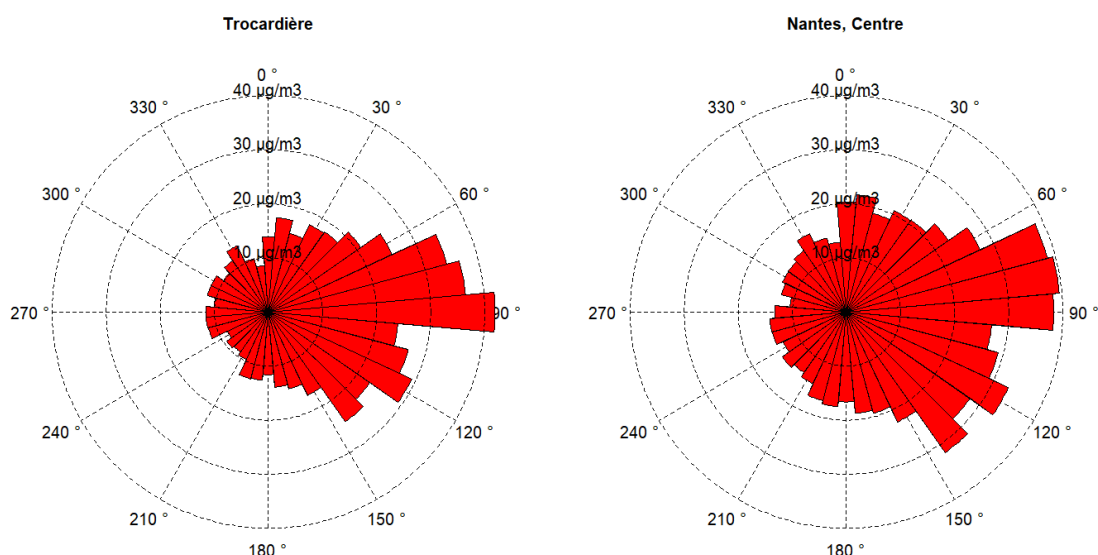 Trocardière
0 °
40 µg/m3
330 °
30 °
30 µg/m3
300 °
60 °
20 µg/m3
10 µg/m3
270 °
90 °
240 °
120 °
210 °
150 °
180 °
Nantes, Centre
0 °
40 µg/m3
330 °
30 °
30 µg/m3
300 °
60 °
20 µg/m3
10 µg/m3
270 °
90 °
240 °
120 °
210 °
150 °
180 °